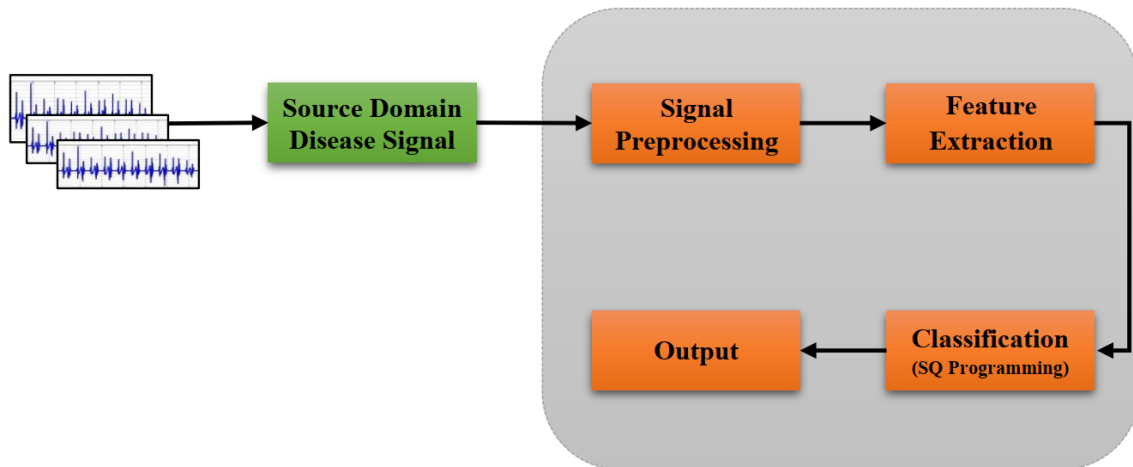 Source Domain
Disease Signal
Signal
Preprocessing
Feature
Extraction
Classification
(SQ Programming)
Output